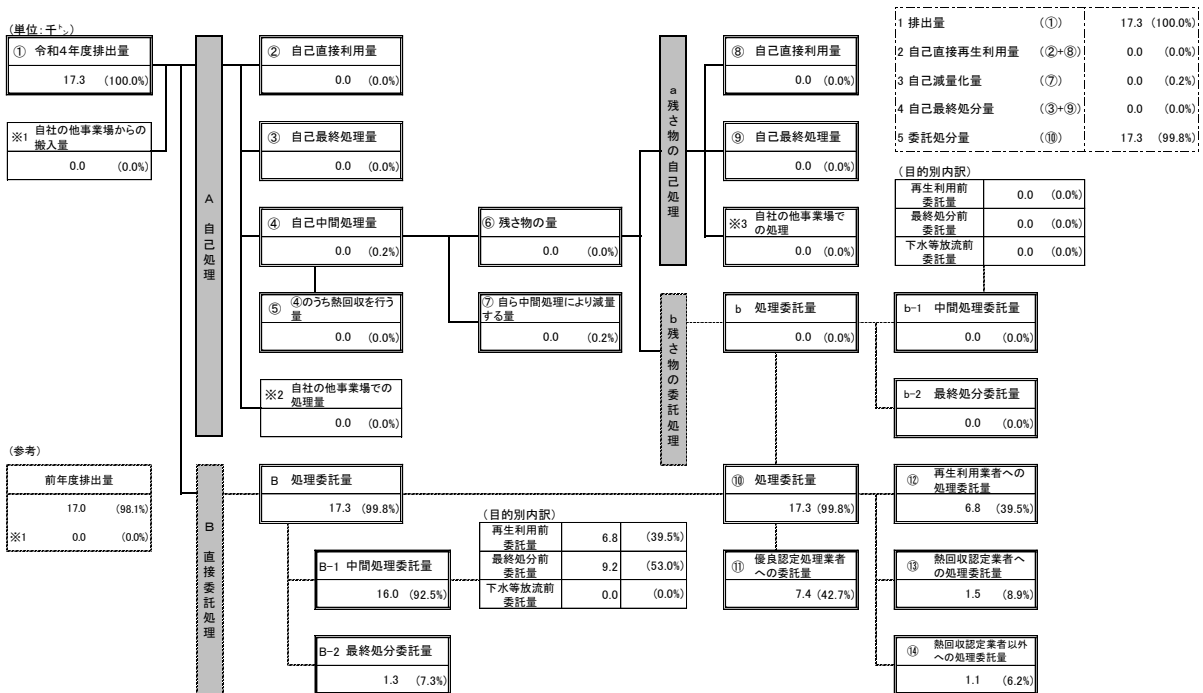 (単位:千㌧)
① 令和4年度排出量
17.3 (100.0%)
※1 自社の他事業場からの
搬入量
0.0 (0.0%)
A 自己処理
② 自己直接利用量
0.0 (0.0%)
③ 自己最終処理量
0.0 (0.0%)
④ 自己中間処理量
0.0 (0.2%)
⑤ ④のうち熱回収を行う
量
0.0 (0.0%)
※2 自社の他事業場での
処理量
0.0 (0.0%)
⑥ 残さ物の量
0.0 (0.0%)
⑦ 自ら中間処理により減量
する量
0.0 (0.2%)
a 残さ物の自己処理
⑧ 自己直接利用量
0.0 (0.0%)
⑨ 自己最終処理量
0.0 (0.0%)
※3 自社の他事業場で
の処理
0.0 (0.0%)
b 残さ物の委託処理
b 処理委託量
0.0 (0.0%)
1 排出量 (①) 17.3 (100.0%)
2 自己直接再生利用量 (②+⑧) 0.0 (0.0%)
3 自己減量化量 (⑦) 0.0 (0.2%)
4 自己最終処分量 (③+⑨) 0.0 (0.0%)
5 委託処分量 (⑩) 17.3 (99.8%)
(目的別内訳)
再生利用前
委託量 0.0 (0.0%)
最終処分前
委託量 0.0 (0.0%)
下水等放流前
委託量 0.0 (0.0%)
b-1 中間処理委託量
0.0 (0.0%)
b-2 最終処分委託量
0.0 (0.0%)
(参考)
前年度排出量
17.0 (98.1%)
※1 0.0 (0.0%)
B 直接委託処理
B 処理委託量
17.3 (99.8%)
B-1 中間処理委託量
16.0 (92.5%)
B-2 最終処分委託量
1.3 (7.3%)
(目的別内訳)
再生利用前
委託量 6.8 (39.5%)
最終処分前
委託量 9.2 (53.0%)
下水等放流前
委託量 0.0 (0.0%)
⑩ 処理委託量
17.3 (99.8%)
⑪ 優良認定処理業者
への委託量
7.4 (42.7%)
⑫ 再生利用業者への
処理委託量
6.8 (39.5%)
⑬ 熱回収認定業者へ
の処理委託量
1.5 (8.9%)
⑭ 熱回収認定業者以外
への処理委託量
1.1 (6.2%)